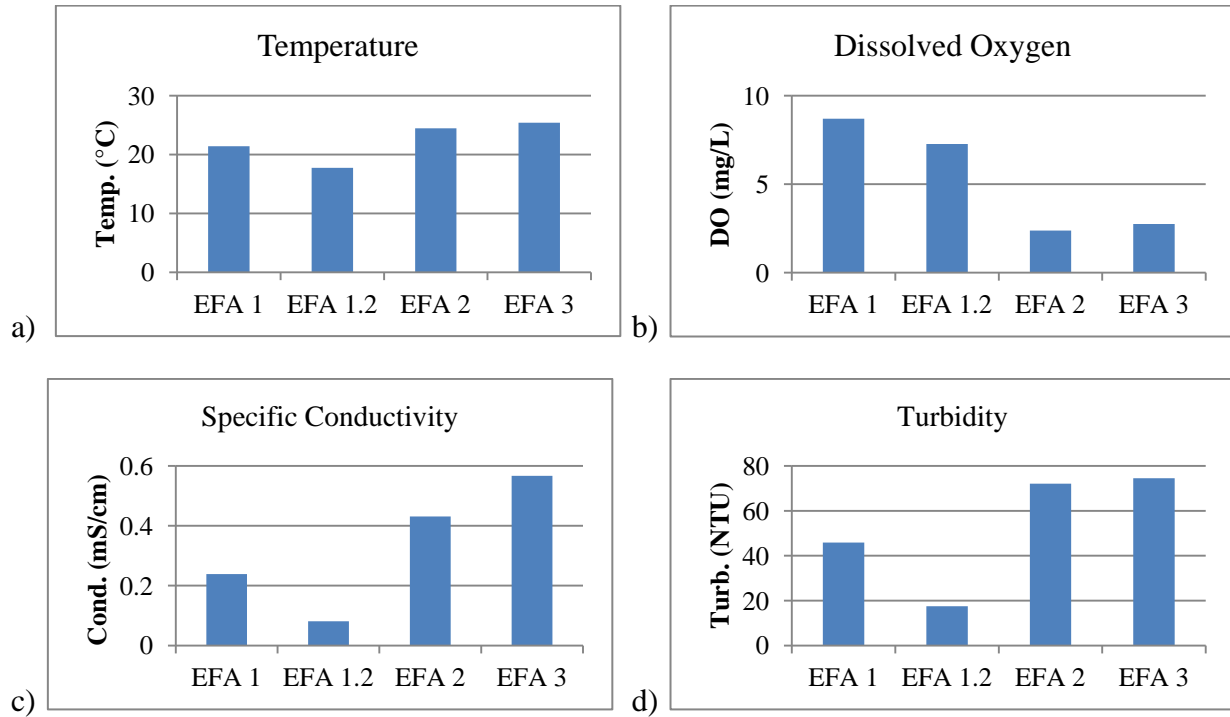 Temperature
Temp. (°C)
30
20
10
0
EFA 1 EFA 1.2 EFA 2 EFA 3
a)
Dissolved Oxygen
DO (mg/L)
10
5
0
EFA 1 EFA 1.2 EFA 2 EFA 3
b)
Specific Conductivity
Cond. (mS/cm)
0.6
0.4
0.2
0
EFA 1 EFA 1.2 EFA 2 EFA 3
c)
Turbidity
Turb. (NTU)
80
60
40
20
0
EFA 1 EFA 1.2 EFA 2 EFA 3
d)